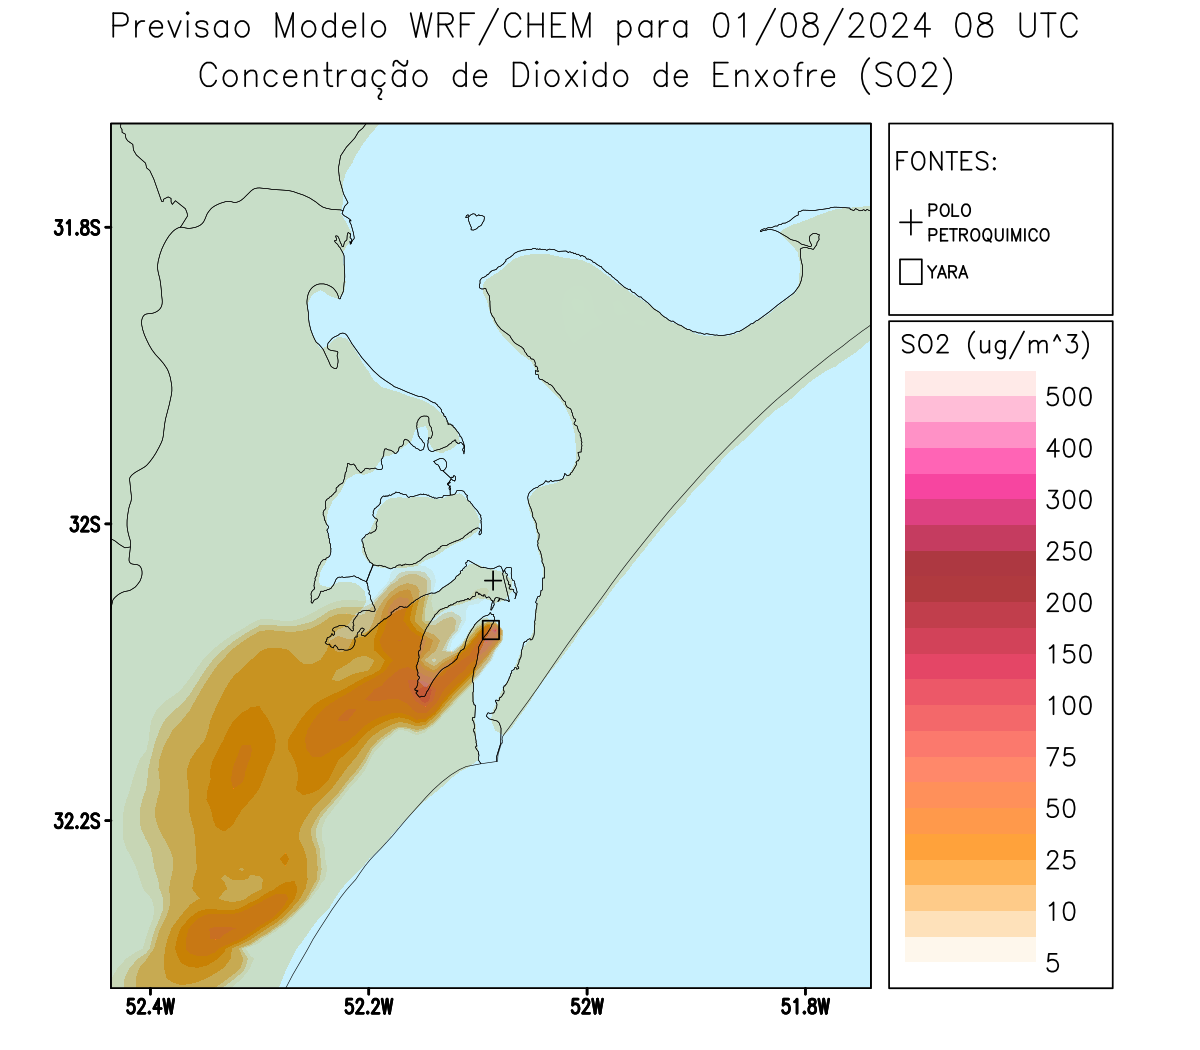 Previsao Modelo WRF/CHEM para 01/08/2024 08 UTC
Concentração de Dioxido de Enxofre (SO2)
FONTES:
POLO
PETROQUIMICO
YARA
SO2 (ug/m^3)
500
400
300
250
200
150
100
75
50
25
10
5
31.8S
32S
32.2S
52.4W
52.2W
52W
51.8W